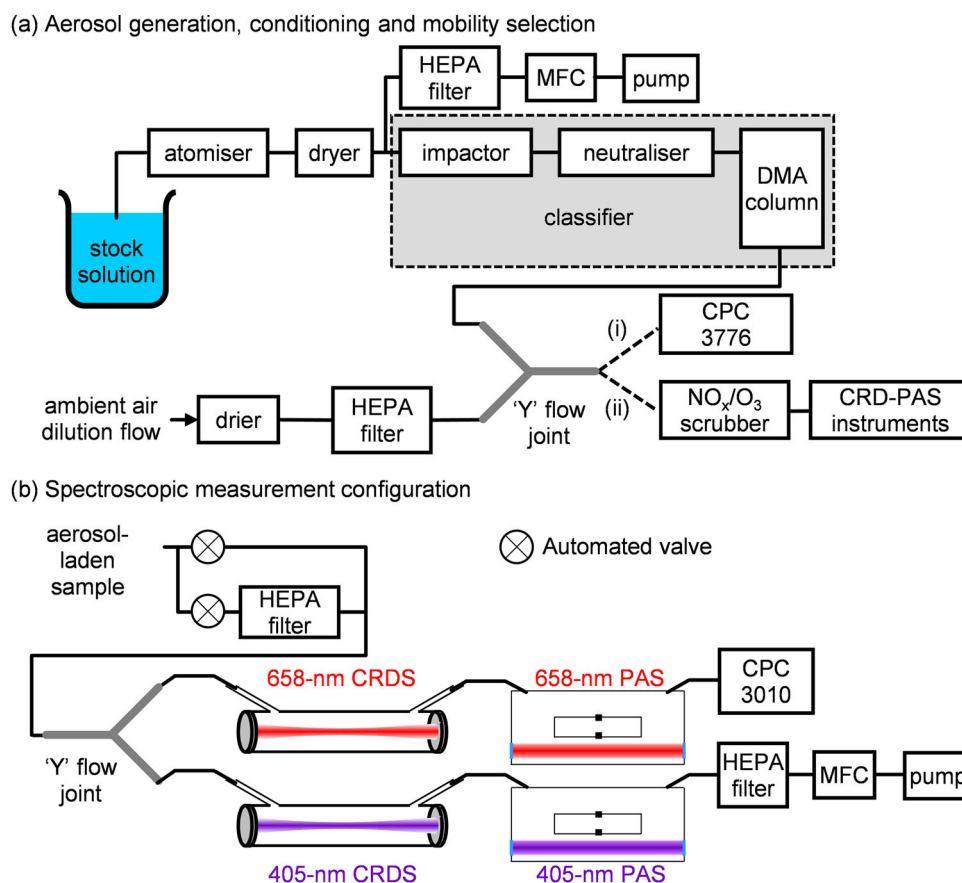 (a) Aerosol generation, conditioning and mobility selection
HEPA
filter
MFC
pump
atomiser
dryer
impactor
neutraliser
DMA
column
classifier
stock
solution
(i)
CPC
3776
ambient air
dilution flow
drier
HEPA
filter
'Y' flow
joint
(ii)
NOx/O3
scrubber
CRD-PAS
instruments
(b) Spectroscopic measurement configuration
aerosol-
laden
sample
HEPA
filter
Automated valve
658-nm CRDS
658-nm PAS
CPC
3010
'Y' flow
joint
HEPA
filter
MFC
pump
405-nm CRDS
405-nm PAS